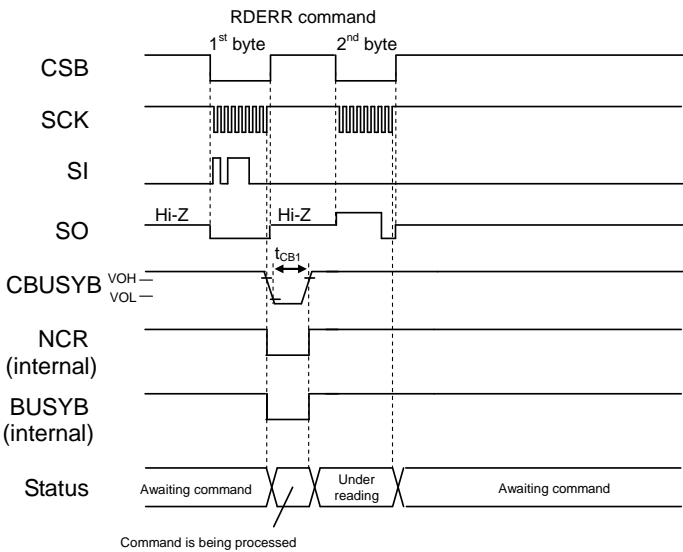 RDERR command
1st byte
2nd byte
CSB
SCK
SI
SO
Hi-Z
Hi-Z
tCB1
CBUSYB
VOH
VOL
NCR
(internal)
BUSYB
(internal)
Status
Awaiting command
Under
reading
Awaiting command
Command is being processed